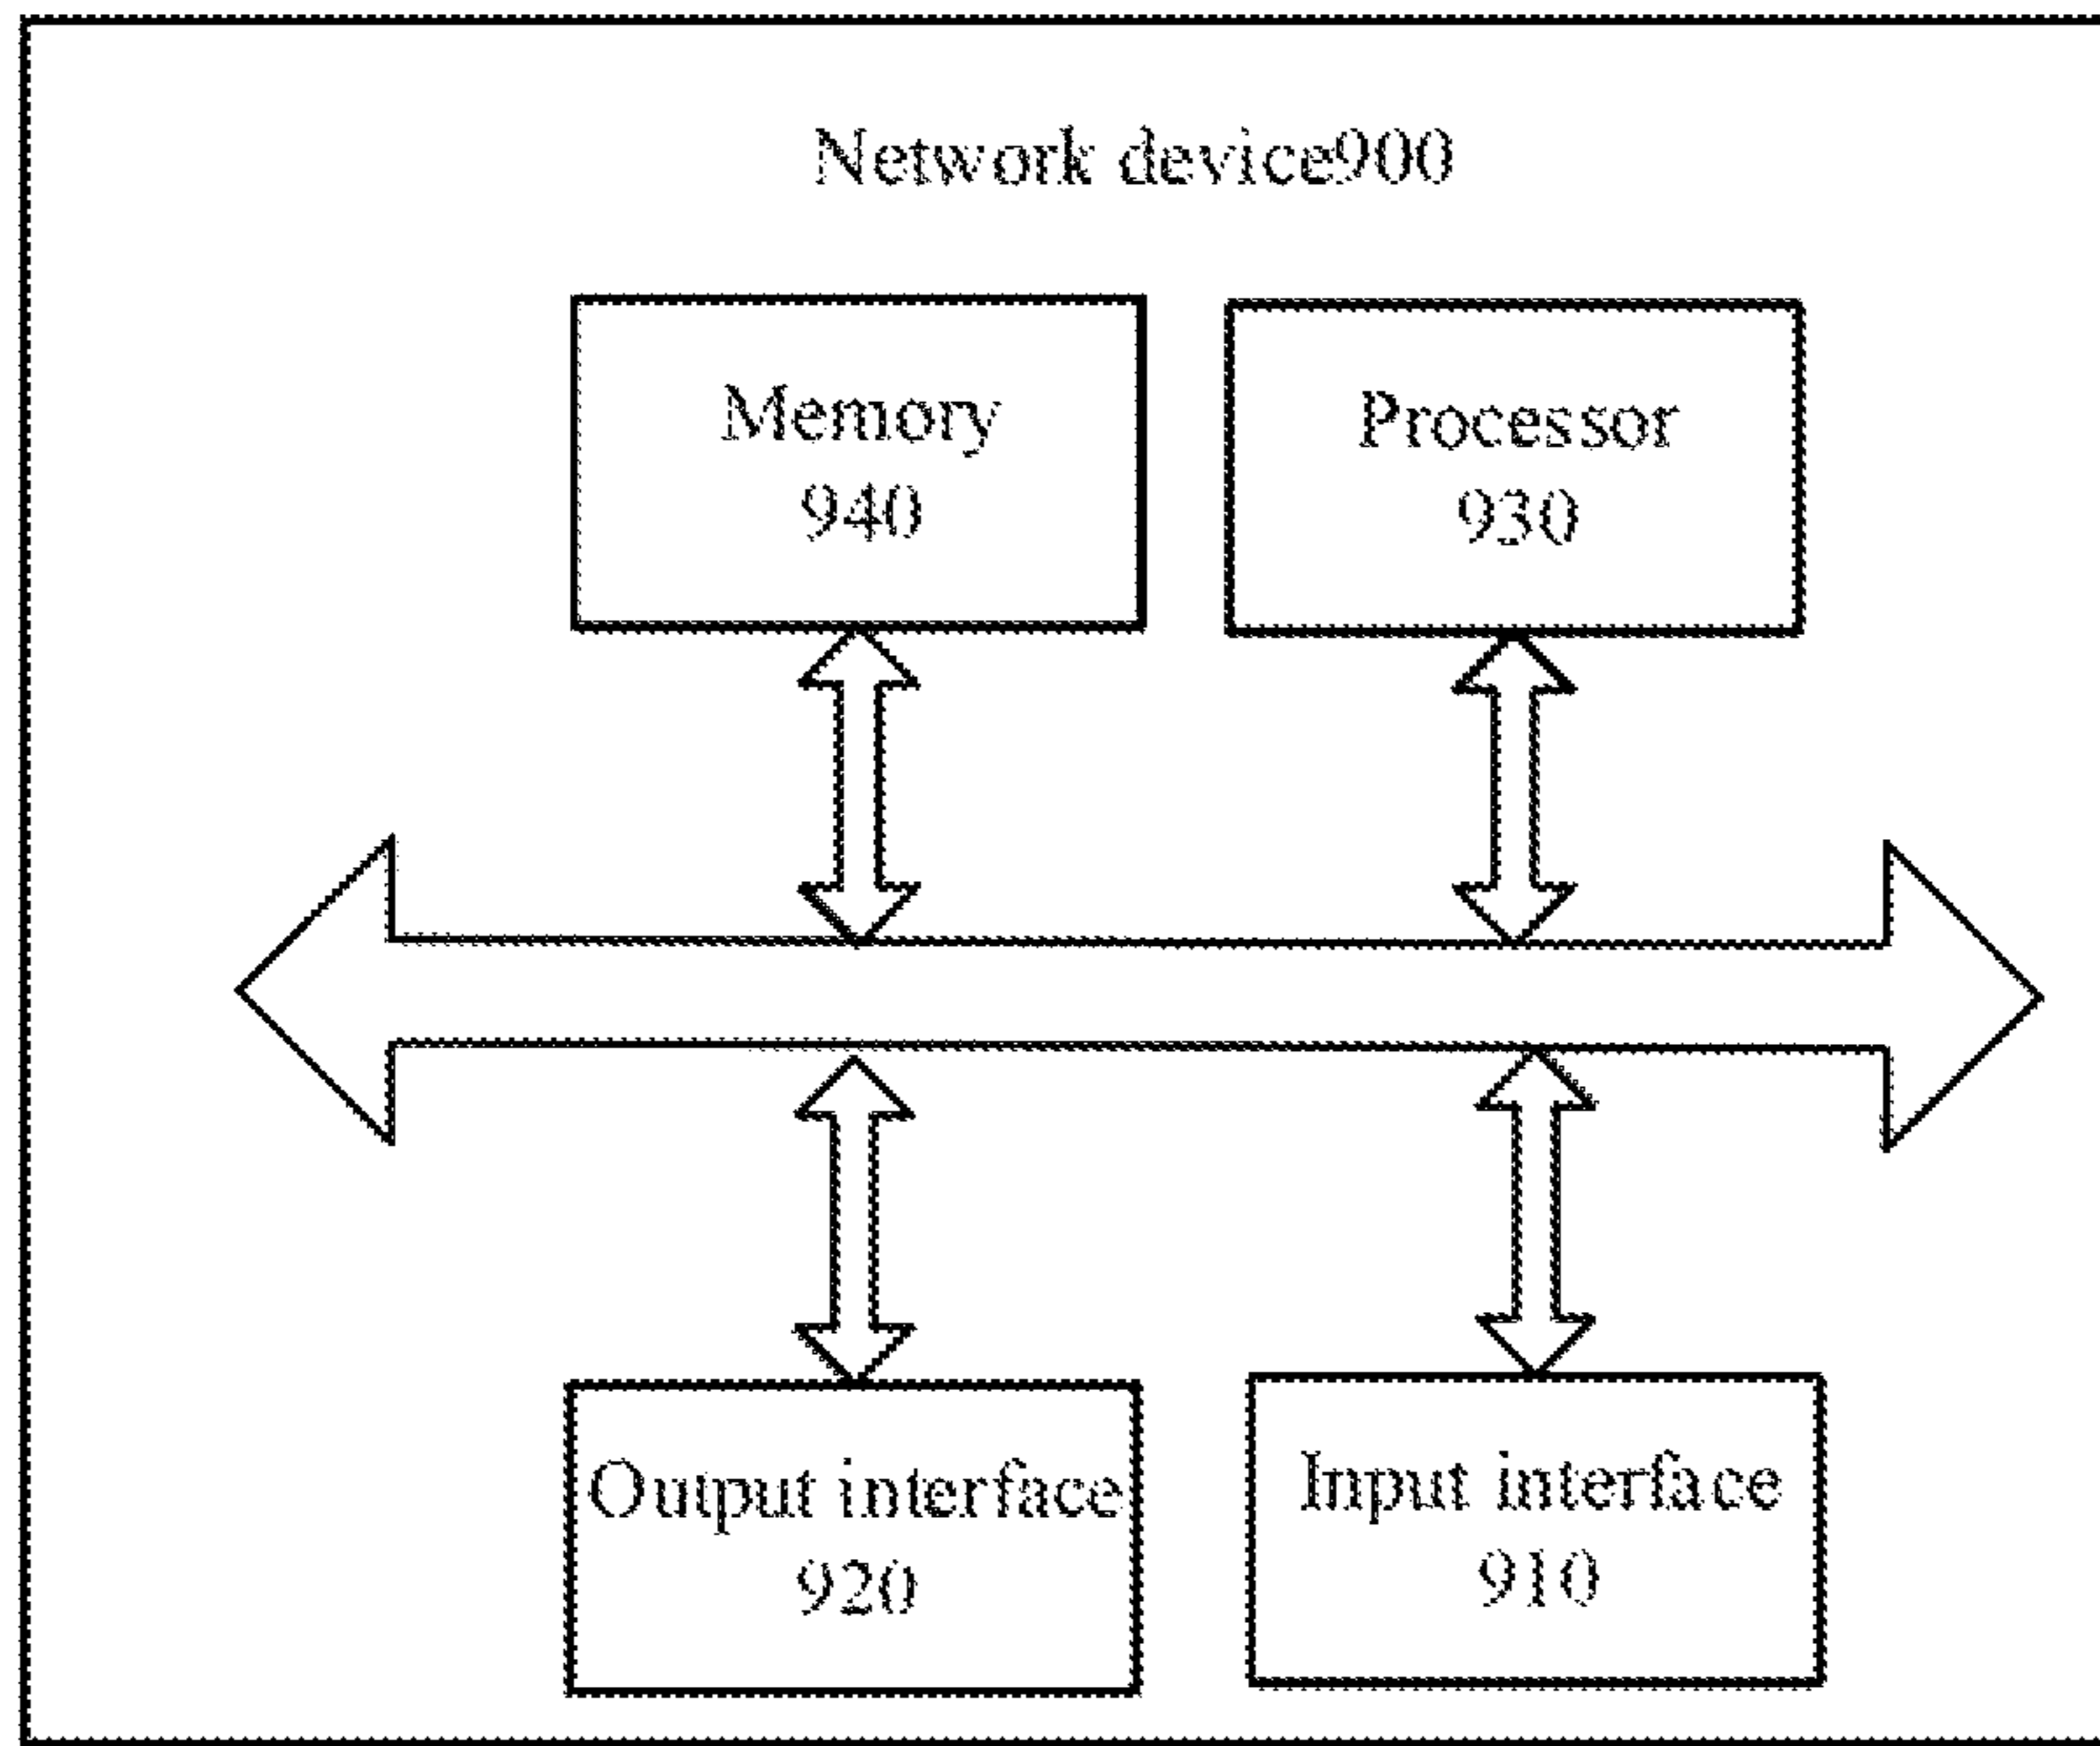 Network device900
Memory
940
Processor
930
Output interface
920
Input interface
910